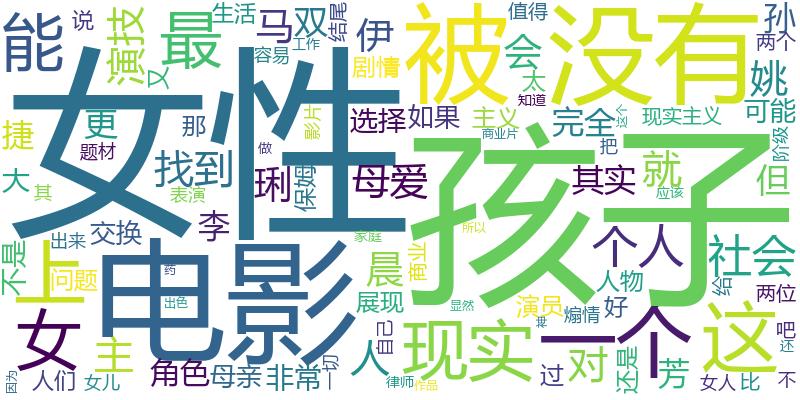 能
说
演技
又
最
生活
马
双
容易
工作
结尾
伊
剧情
被
会
值得
太
知道
没有
孙
两个
姚
可能
女性
捷
更
题材
大
其
那
找到
表演
影片
做
琍
保姆
选择
如果
母爱
主义
商业片
完全
其实
这个
现实主义
把
就
应该
阶级
但
孩子
李
不是
上
出来
交换
问题
电影
药
出色
家庭
晨
商业
展现
所以
显然
个人
人物
社会
给
两位
女
主
人们
女儿
因为
角色
母亲
非常
一
切
人
自己
现实
律师
作品
演员
是
煽情
好
一个
过
对
还是
芳
这
女人
比
吧
还
不